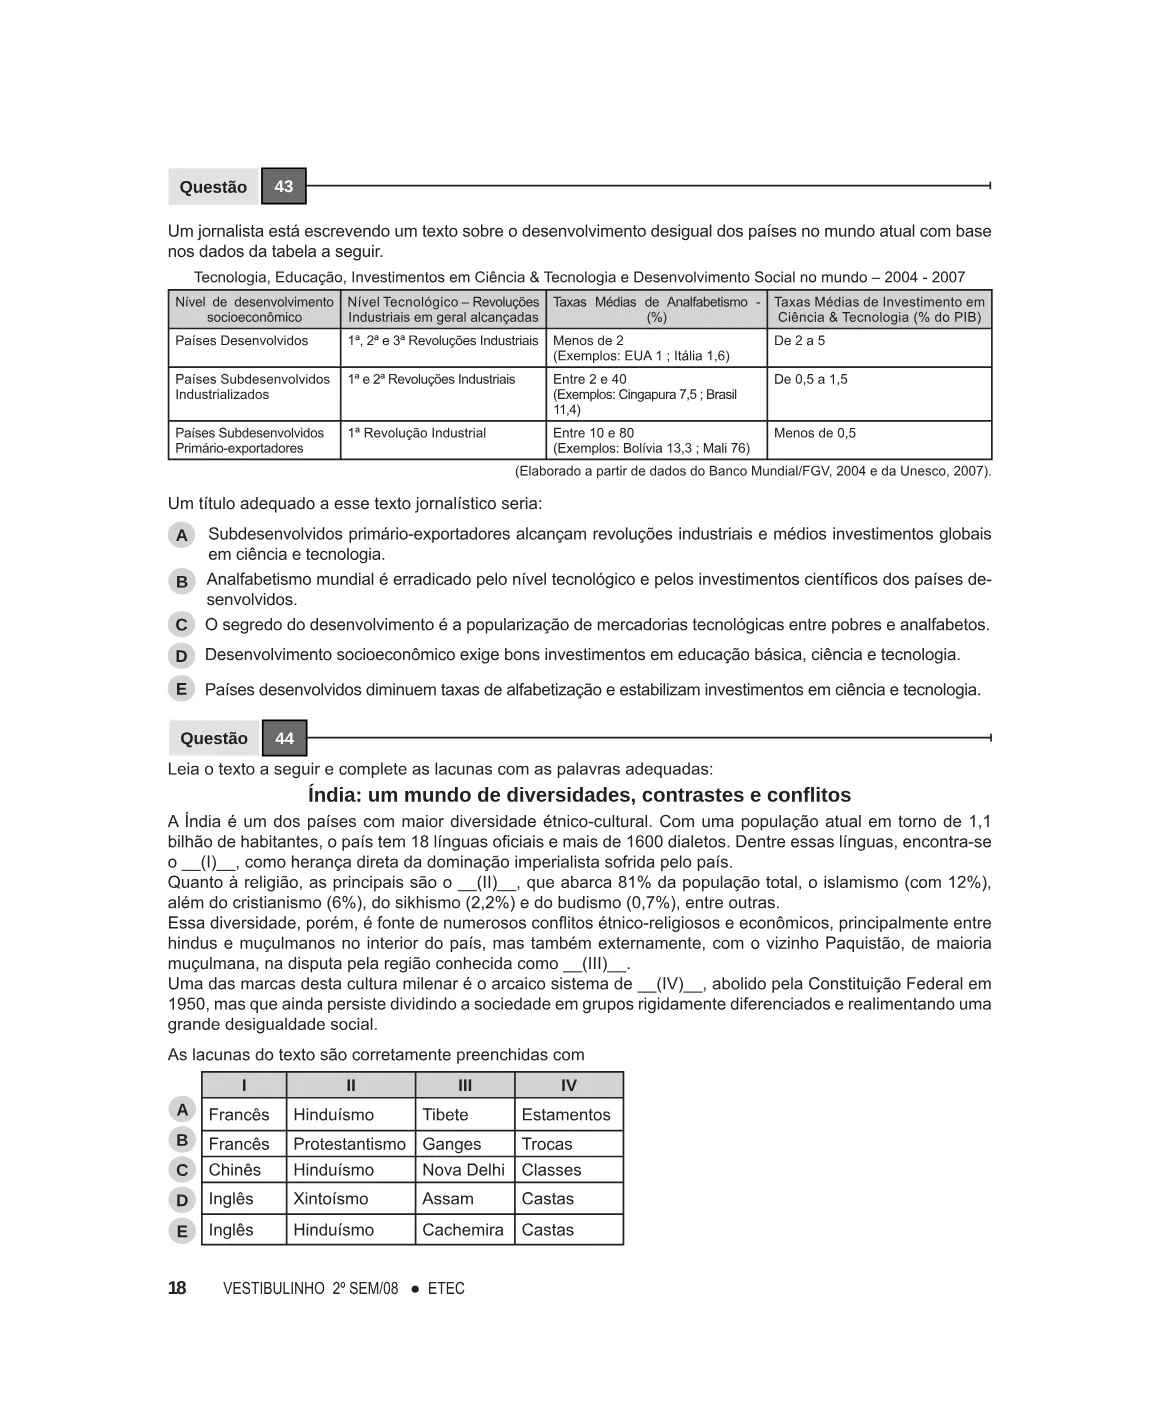 Questão 43
Um jornalista está escrevendo um texto sobre o desenvolvimento desigual dos países no mundo atual com base
nos dados da tabela a seguir.
Tecnologia, Educação, Investimentos em Ciência & Tecnologia e Desenvolvimento Social no mundo – 2004 - 2007
Nível de desenvolvimento socioeconômico | Nível Tecnológico – Revoluções Industriais em geral alcançadas | Taxas Médias de Analfabetismo - (%) | Taxas Médias de Investimento em Ciência & Tecnologia (% do PIB)
Países Desenvolvidos | 1ª, 2ª e 3ª Revoluções Industriais | Menos de 2 (Exemplos: EUA 1 ; Itália 1,6) | De 2 a 5
Países Subdesenvolvidos Industrializados | 1ª e 2ª Revoluções Industriais | Entre 2 e 40 (Exemplos: Cingapura 7,5 ; Brasil 11,4) | De 0,5 a 1,5
Países Subdesenvolvidos Primário-exportadores | 1ª Revolução Industrial | Entre 10 e 80 (Exemplos: Bolívia 13,3 ; Mali 76) | Menos de 0,5
(Elaborado a partir de dados do Banco Mundial/FGV, 2004 e da Unesco, 2007).
Um título adequado a esse texto jornalístico seria:
A Subdesenvolvidos primário-exportadores alcançam revoluções industriais e médios investimentos globais
em ciência e tecnologia.
B Analfabetismo mundial é erradicado pelo nível tecnológico e pelos investimentos científicos dos países de-
senvolvidos.
C O segredo do desenvolvimento é a popularização de mercadorias tecnológicas entre pobres e analfabetos.
D Desenvolvimento socioeconômico exige bons investimentos em educação básica, ciência e tecnologia.
E Países desenvolvidos diminuem taxas de alfabetização e estabilizam investimentos em ciência e tecnologia.
Questão 44
Leia o texto a seguir e complete as lacunas com as palavras adequadas:
Índia: um mundo de diversidades, contrastes e conflitos
A Índia é um dos países com maior diversidade étnico-cultural. Com uma população atual em torno de 1,1
bilhão de habitantes, o país tem 18 línguas oficiais e mais de 1600 dialetos. Dentre essas línguas, encontra-se
o __(I)__, como herança direta da dominação imperialista sofrida pelo país.
Quanto à religião, as principais são o __(II)__, que abarca 81% da população total, o islamismo (com 12%),
além do cristianismo (6%), do sikhismo (2,2%) e do budismo (0,7%), entre outras.
Essa diversidade, porém, é fonte de numerosos conflitos étnico-religiosos e econômicos, principalmente entre
hindus e muçulmanos no interior do país, mas também externamente, com o vizinho Paquistão, de maioria
muçulmana, na disputa pela região conhecida como __(III)__.
Uma das marcas desta cultura milenar é o arcaico sistema de __(IV)__, abolido pela Constituição Federal em
1950, mas que ainda persiste dividindo a sociedade em grupos rigidamente diferenciados e realimentando uma
grande desigualdade social.
As lacunas do texto são corretamente preenchidas com
I | II | III | IV
A Francês | Hinduísmo | Tibete | Estamentos
B Francês | Protestantismo | Ganges | Trocas
C Chinês | Hinduísmo | Nova Delhi | Classes
D Inglês | Xintoísmo | Assam | Castas
E Inglês | Hinduísmo | Cachemira | Castas
18 VESTIBULINHO 2º SEM/08 ● ETEC